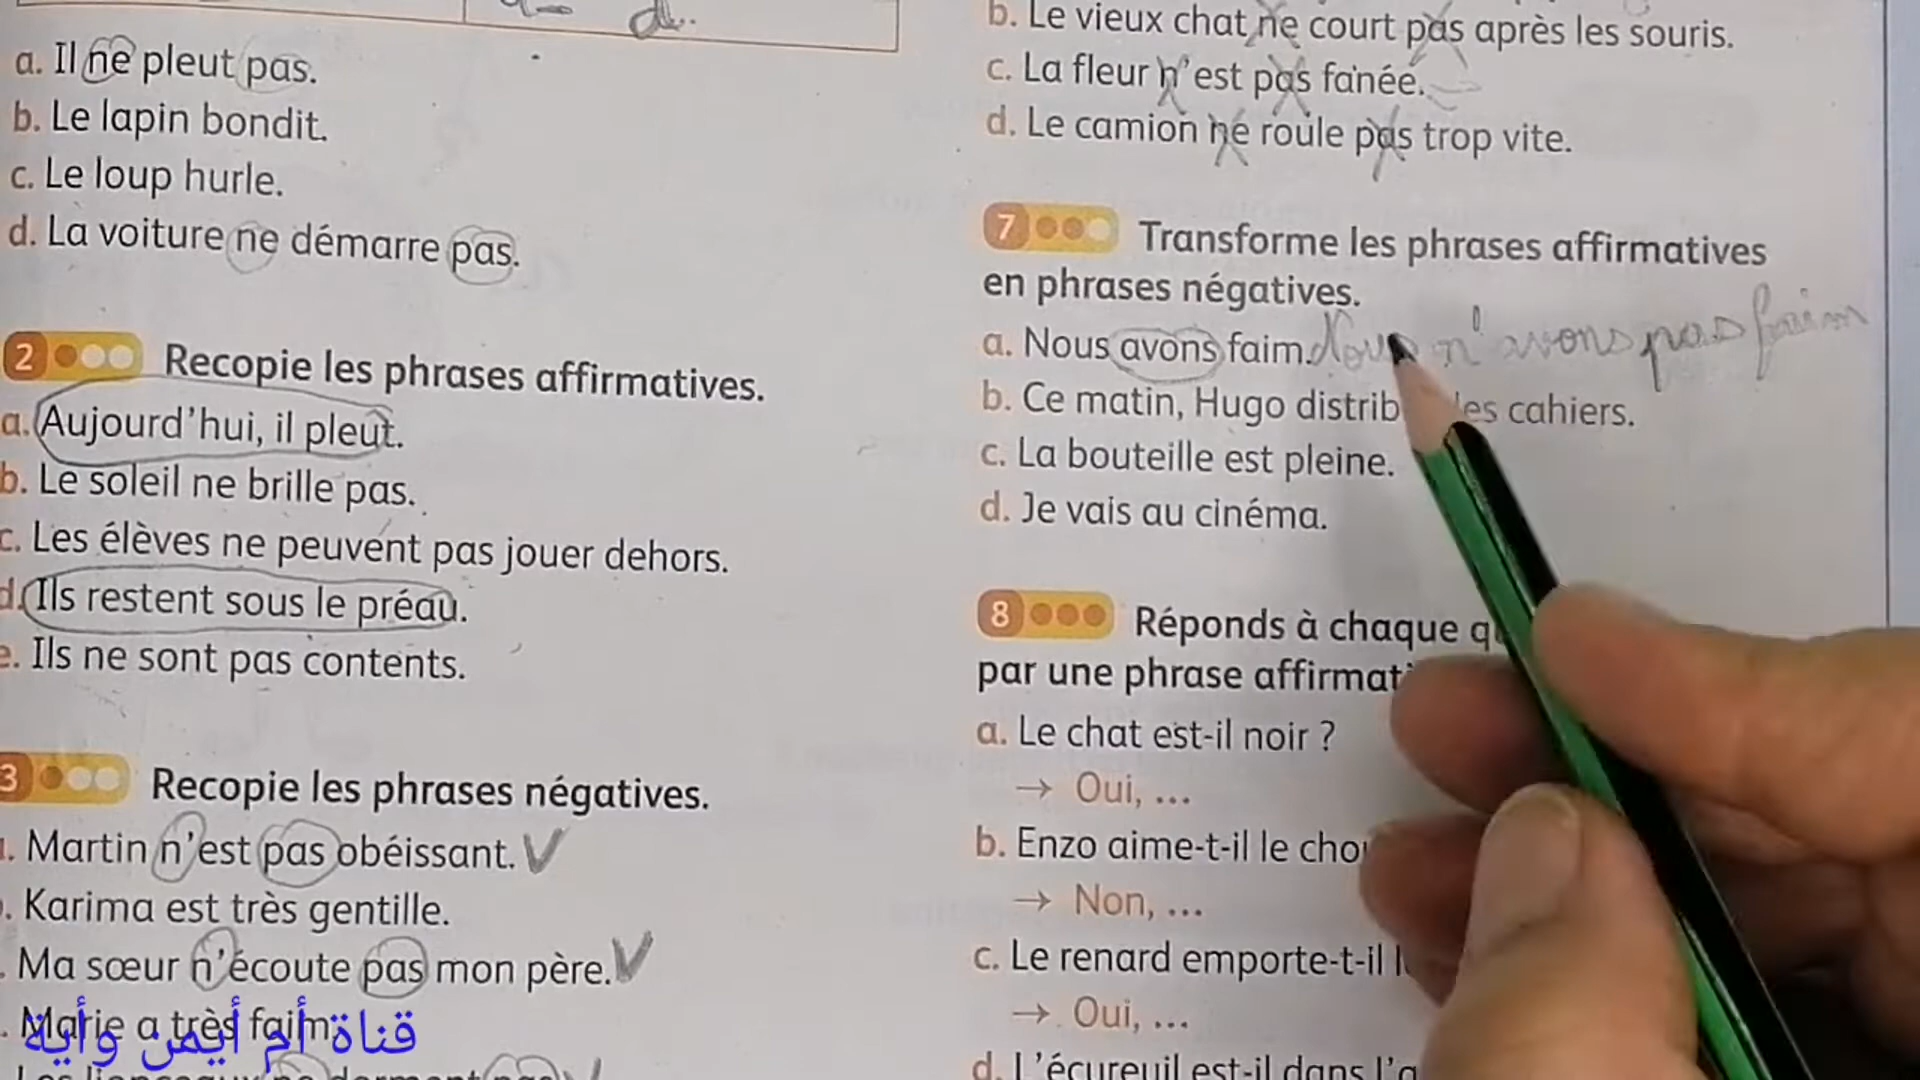 a. Il ne pleut pas.
b. Le lapin bondit.
c. Le loup hurle.
d. La voiture ne démarre pas.
2 Recopie les phrases affirmatives.
a. Aujourd'hui, il pleut.
b. Le soleil ne brille pas.
c. Les élèves ne peuvent pas jouer dehors.
d. Ils restent sous le préau.
e. Ils ne sont pas contents.
3 Recopie les phrases négatives.
. Martin n'est pas obéissant. V
. Karima est très gentille.
. Ma sœur n'écoute pas mon père. V
. Marie a très faim.
قناة أم أيمن وأية
b. Le vieux chat ne court pas après les souris.
c. La fleur n'est pas fanée.
d. Le camion ne roule pas trop vite.
7 Transforme les phrases affirmatives
en phrases négatives.
a. Nous avons faim. Nous n'avons pas faim
b. Ce matin, Hugo les cahiers.
c. La bouteille est pleine.
d. Je vais au cinéma.
8 Réponds à chaque
par une phrase
a. Le chat est-il noir ?
→ Oui, ...
b. Enzo aime-t-il le
→ Non, ...
c. Le renard emporte-t-il
→ Oui, ...
d. L'écureuil est-il dans